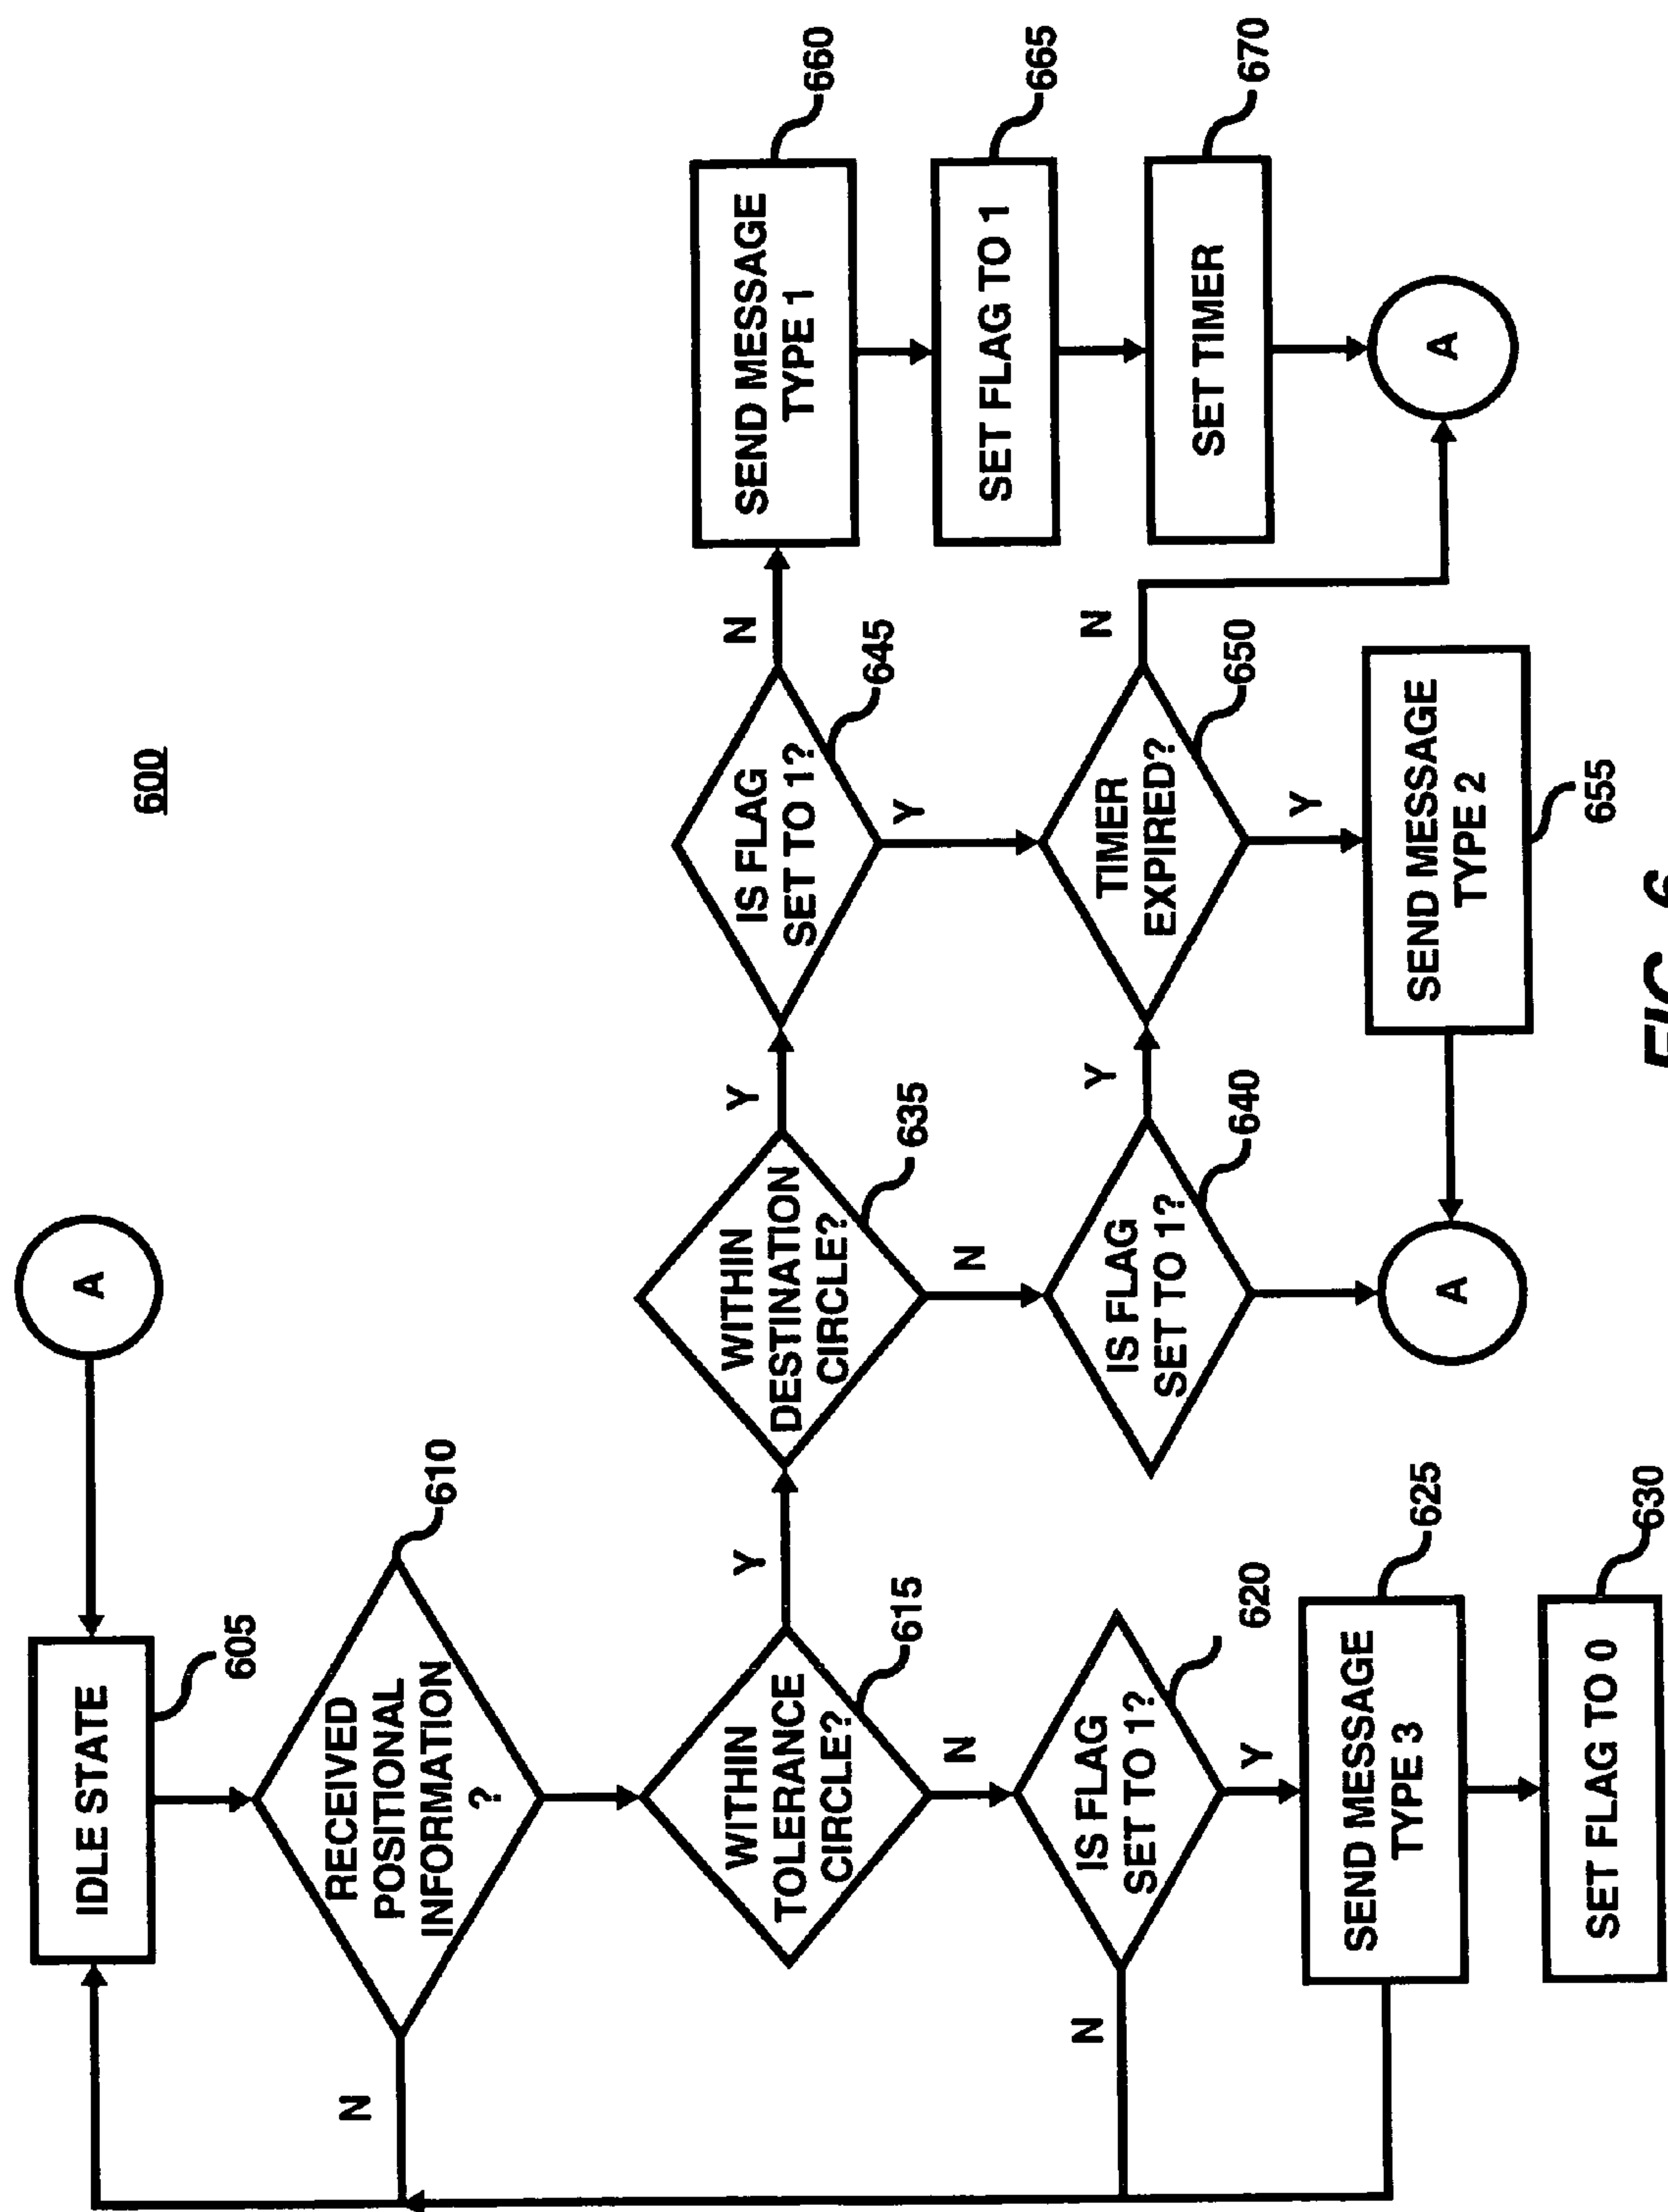 600
A
IDLE STATE
605
N
RECEIVED
POSITIONAL
INFORMATION
?
610
WITHIN
TOLERANCE
CIRCLE?
615
Y
N
WITHIN
DESTINATION
CIRCLE?
635
Y
N
IS FLAG
SET TO 1?
645
N
Y
SEND MESSAGE
TYPE 1
660
SET FLAG TO 1
665
N
IS FLAG
SET TO 1?
620
Y
IS FLAG
SET TO 1?
640
Y
TIMER
EXPIRED?
650
N
Y
SET TIMER
670
SEND MESSAGE
TYPE 3
625
A
SEND MESSAGE
TYPE 2
655
A
SET FLAG TO 0
630
FIG. 6